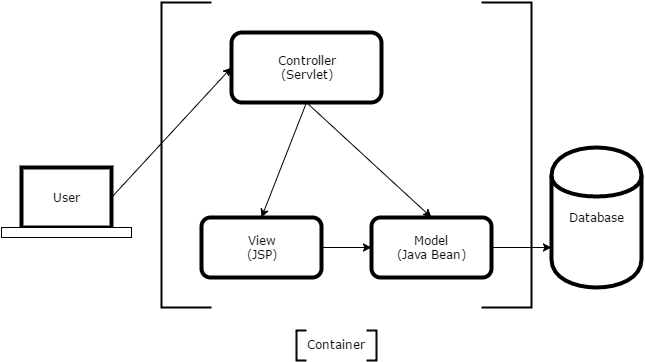 Controller
(Servlet)
User
Database
View
(JSP)
Model
(Java Bean)
Container